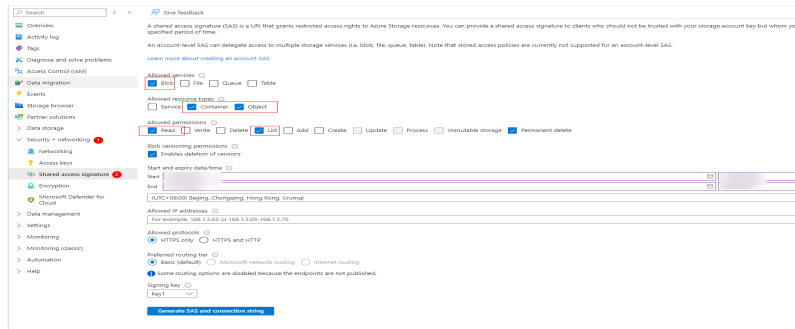 Search
Overview
Activity log
Tags
Diagnose and solve problems
Access Control (IAM)
Data migration
Events
Storage browser
Partner solutions
Data storage
Security + networking 1
Networking
Access keys
Shared access signature 2
Encryption
Microsoft Defender for
Cloud
Data management
Settings
Monitoring
Monitoring (classic)
Automation
Help
Give feedback
A shared access signature (SAS) is a URI that grants restricted access rights to Azure Storage resources. You can provide a shared access signature to clients who should not be trusted with your storage account key but whom yo
specified period of time.
An account-level SAS can delegate access to multiple storage services (i.e. blob, file, queue, table). Note that stored access policies are currently not supported for an account-level SAS.
Learn more about creating an account SAS
Allowed services
Blob File Queue Table
Allowed resource types
Service Container Object
Allowed permissions
Read Write Delete List Add Create Update Process Immutable storage Permanent delete
Blob versioning permissions
Enables deletion of versions
Start and expiry date/time
Start
End
(UTC+08:00) Beijing, Chongqing, Hong Kong, Urumqi
Allowed IP addresses
For example, 168.1.5.65 or 168.1.5.65-168.1.5.70
Allowed protocols
HTTPS only HTTPS and HTTP
Preferred routing tier
Basic (default) Microsoft network routing Internet routing
Some routing options are disabled because the endpoints are not published.
Signing key
key1
Generate SAS and connection string